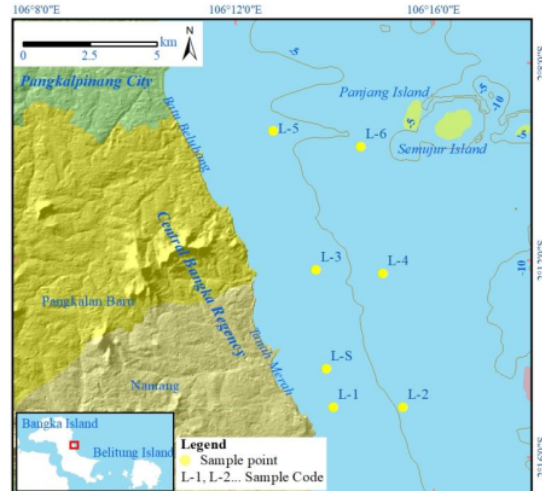 106°8'0"E
106°12'0"E
106°16'0"E
0
2.5
5
km
N
Pangkalpinang City
-5
Panjang Island
-5
-10
-5
-5
Semujur Island
Batu Belubang
L-5
L-6
Central Bangka Regency
L-3
L-4
-10
Pangkalan Baru
Tanah Merah
L-S
Namang
L-1
L-2
Bangka Island
Belitung Island
Legend
Sample point
L-1, L-2... Sample Code